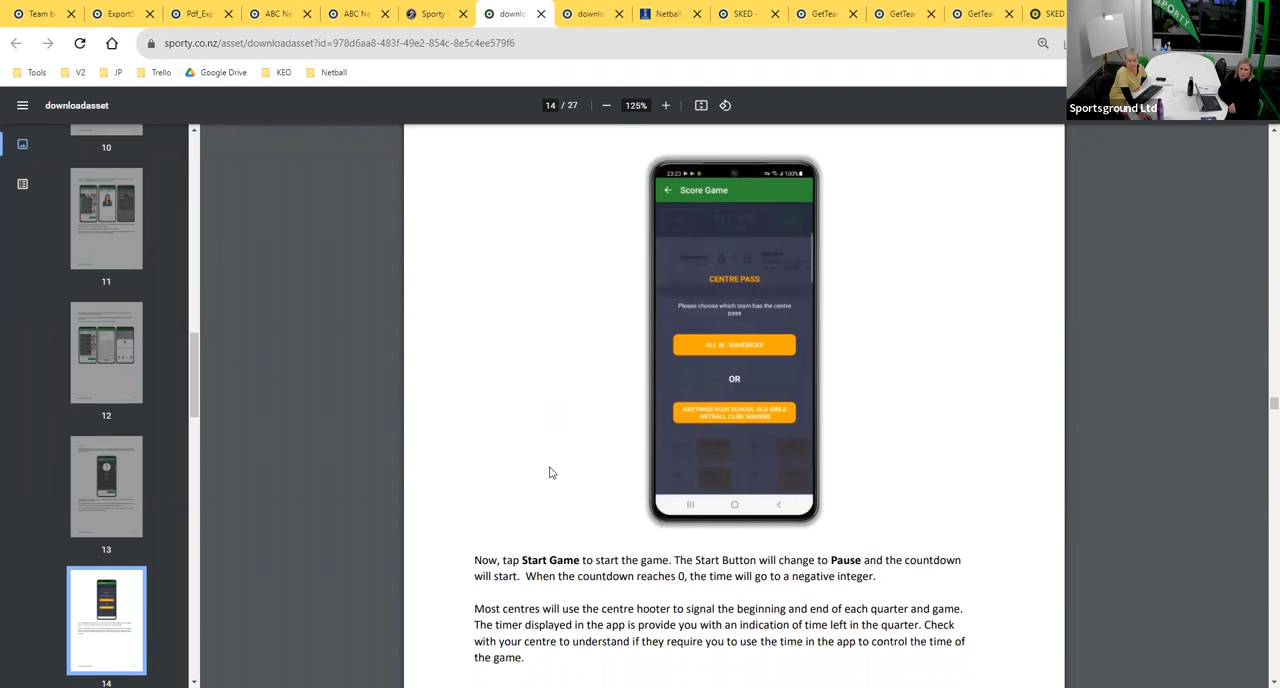 Team b
ExportS
Pdf_Exp
ABC Ne
ABC Ne
Sporty
downlo
downlo
Netbal
SKED -
GetTea
GetTea
GetTea
SKED
sporty.co.nz/asset/downloadasset?id=978d6aa8-483f-49e2-854c-8e5c4ee579f6
Tools
V2
JP
Trello
Google Drive
KEO
Netball
SPORTY
Sportsground Ltd
downloadasset
14 / 27
125%
10
11
12
13
14
23:23
100%
Score Game
CENTRE PASS
Please choose which team has the centre
pass
ALL IN : MAVERICKS
OR
HASTINGS HIGH SCHOOL OLD GIRLS
NETBALL CLUB: MAVENS
Now, tap Start Game to start the game. The Start Button will change to Pause and the countdown
will start. When the countdown reaches 0, the time will go to a negative integer.
Most centres will use the centre hooter to signal the beginning and end of each quarter and game.
The timer displayed in the app is provide you with an indication of time left in the quarter. Check
with your centre to understand if they require you to use the time in the app to control the time of
the game.